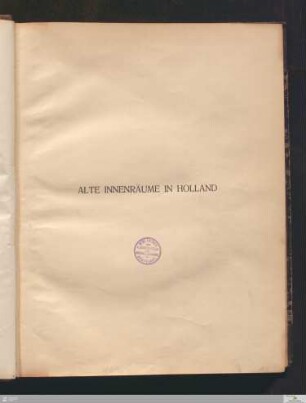 ALTE INNENRÄUME IN HOLLAND